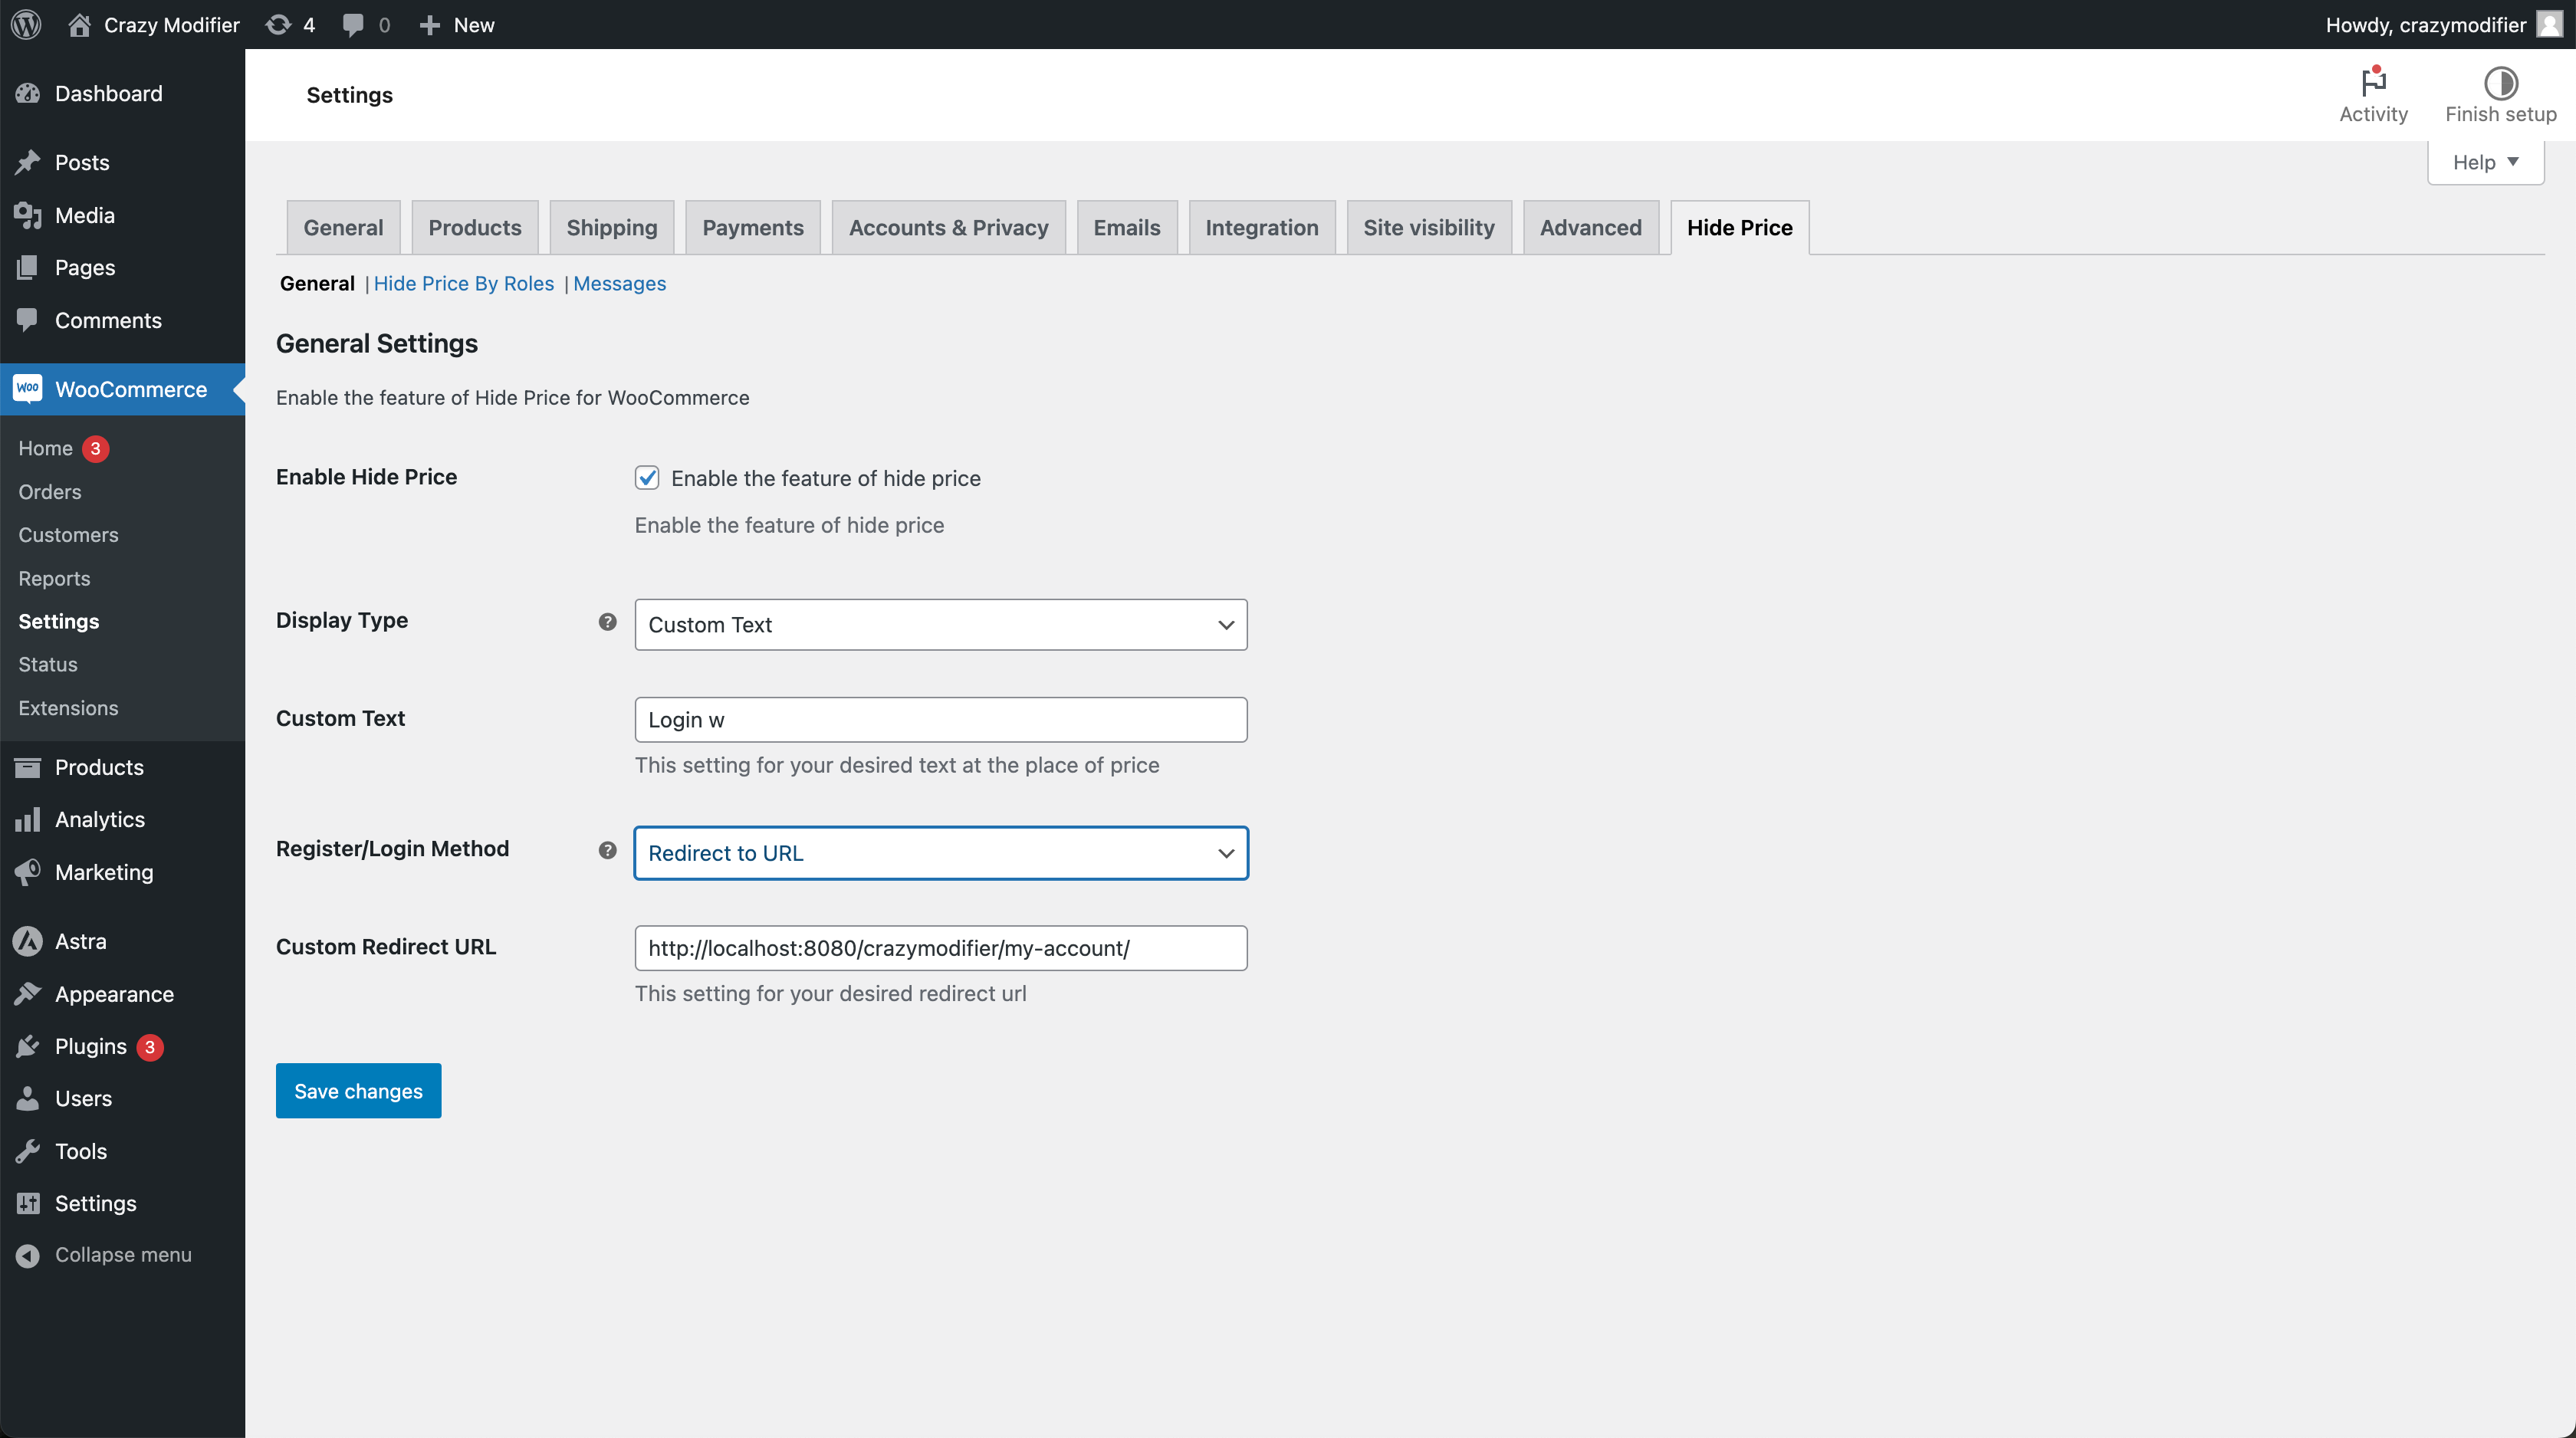 Crazy Modifier 4 0 New Howdy, crazymodifier
Dashboard
Posts
Media
Pages
Comments
Woo WooCommerce
Home 3
Orders
Customers
Reports
Settings
Status
Extensions
Products
Analytics
Marketing
Astra
Appearance
Plugins 3
Users
Tools
Settings
Collapse menu
Settings
Activity
Finish setup
Help
General Products Shipping Payments Accounts & Privacy Emails Integration Site visibility Advanced Hide Price
General | Hide Price By Roles | Messages
General Settings
Enable the feature of Hide Price for WooCommerce
Enable Hide Price Enable the feature of hide price
Enable the feature of hide price
Display Type ? Custom Text
Custom Text Login w
This setting for your desired text at the place of price
Register/Login Method ? Redirect to URL
Custom Redirect URL http://localhost:8080/crazymodifier/my-account/
This setting for your desired redirect url
Save changes